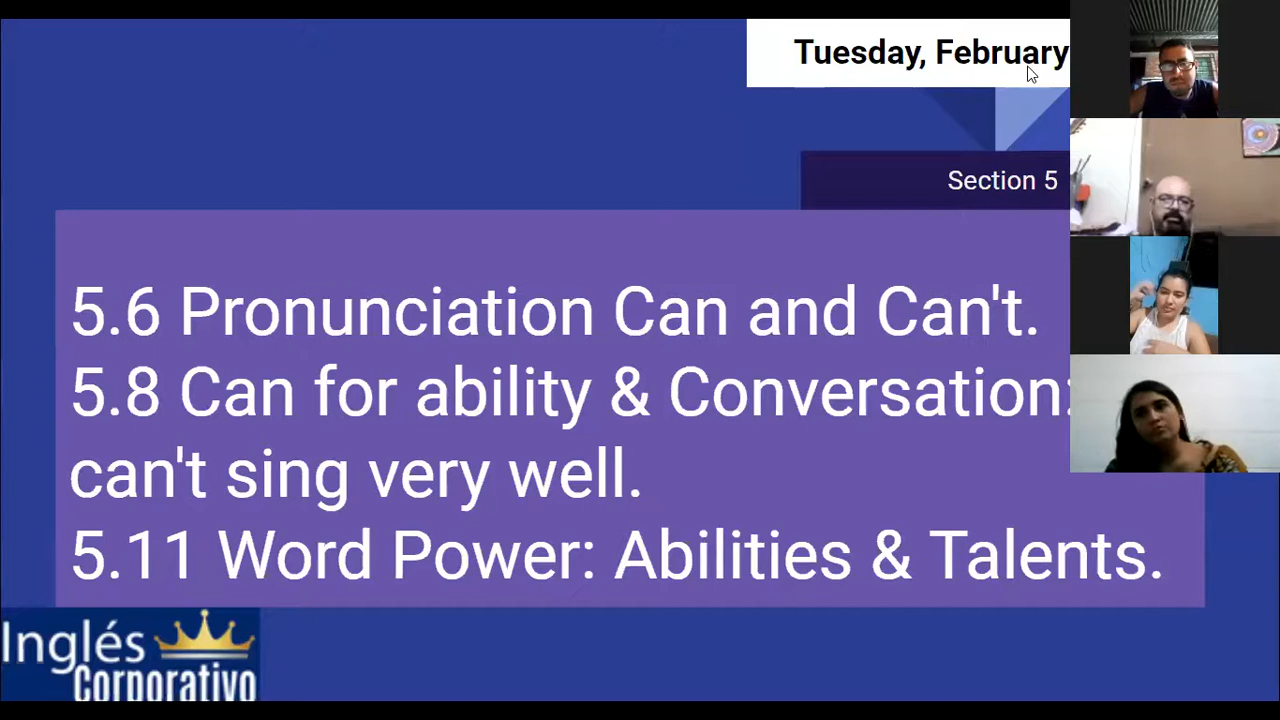 Tuesday, February
Section 5
5.6 Pronunciation Can and Can't.
5.8 Can for ability & Conversation:
can't sing very well.
5.11 Word Power: Abilities & Talents.
Inglés
Corporativo